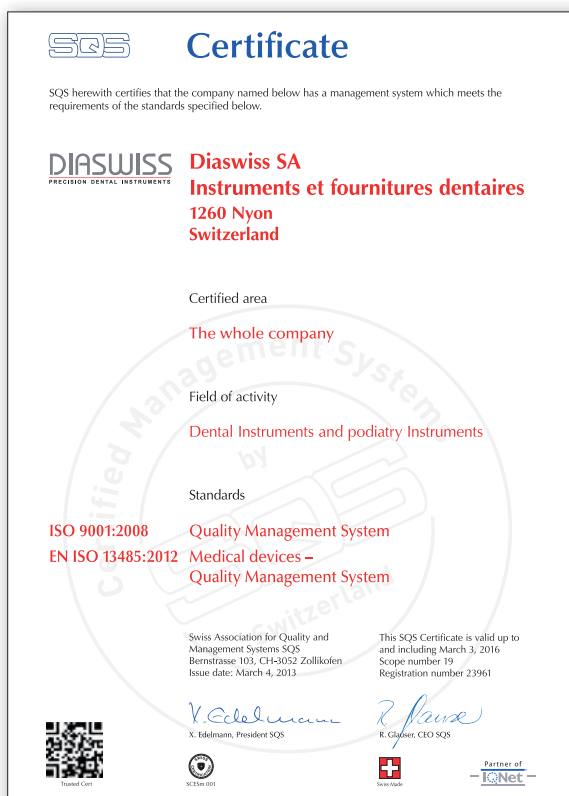 SQS
Certificate
SQS herewith certifies that the company named below has a management system which meets the
requirements of the standards specified below.
DIASWISS
PRECISION DENTAL INSTRUMENTS
Diaswiss SA
Instruments et fournitures dentaires
1260 Nyon
Switzerland
Certified area
The whole company
Field of activity
Dental Instruments and podiatry Instruments
Standards
ISO 9001:2008 Quality Management System
EN ISO 13485:2012 Medical devices –
Quality Management System
Certified Management System
by
SQS
Switzerland
Swiss Association for Quality and
Management Systems SQS
Bernstrasse 103, CH-3052 Zollikofen
Issue date: March 4, 2013
This SQS Certificate is valid up to
and including March 3, 2016
Scope number 19
Registration number 23961
X. Edelmann
X. Edelmann, President SQS
R. Glauser, CEO SQS
Trusted Cert
SCESm 001
Swiss Made
Partner of
IQNet